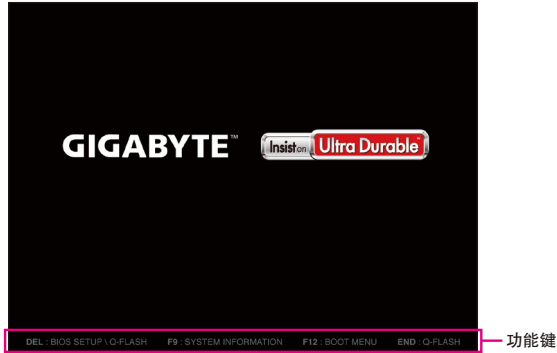 GIGABYTE™ Insist on Ultra Durable™
DEL : BIOS SETUP \ Q-FLASH F9 : SYSTEM INFORMATION F12 : BOOT MENU END : Q-FLASH
功能键